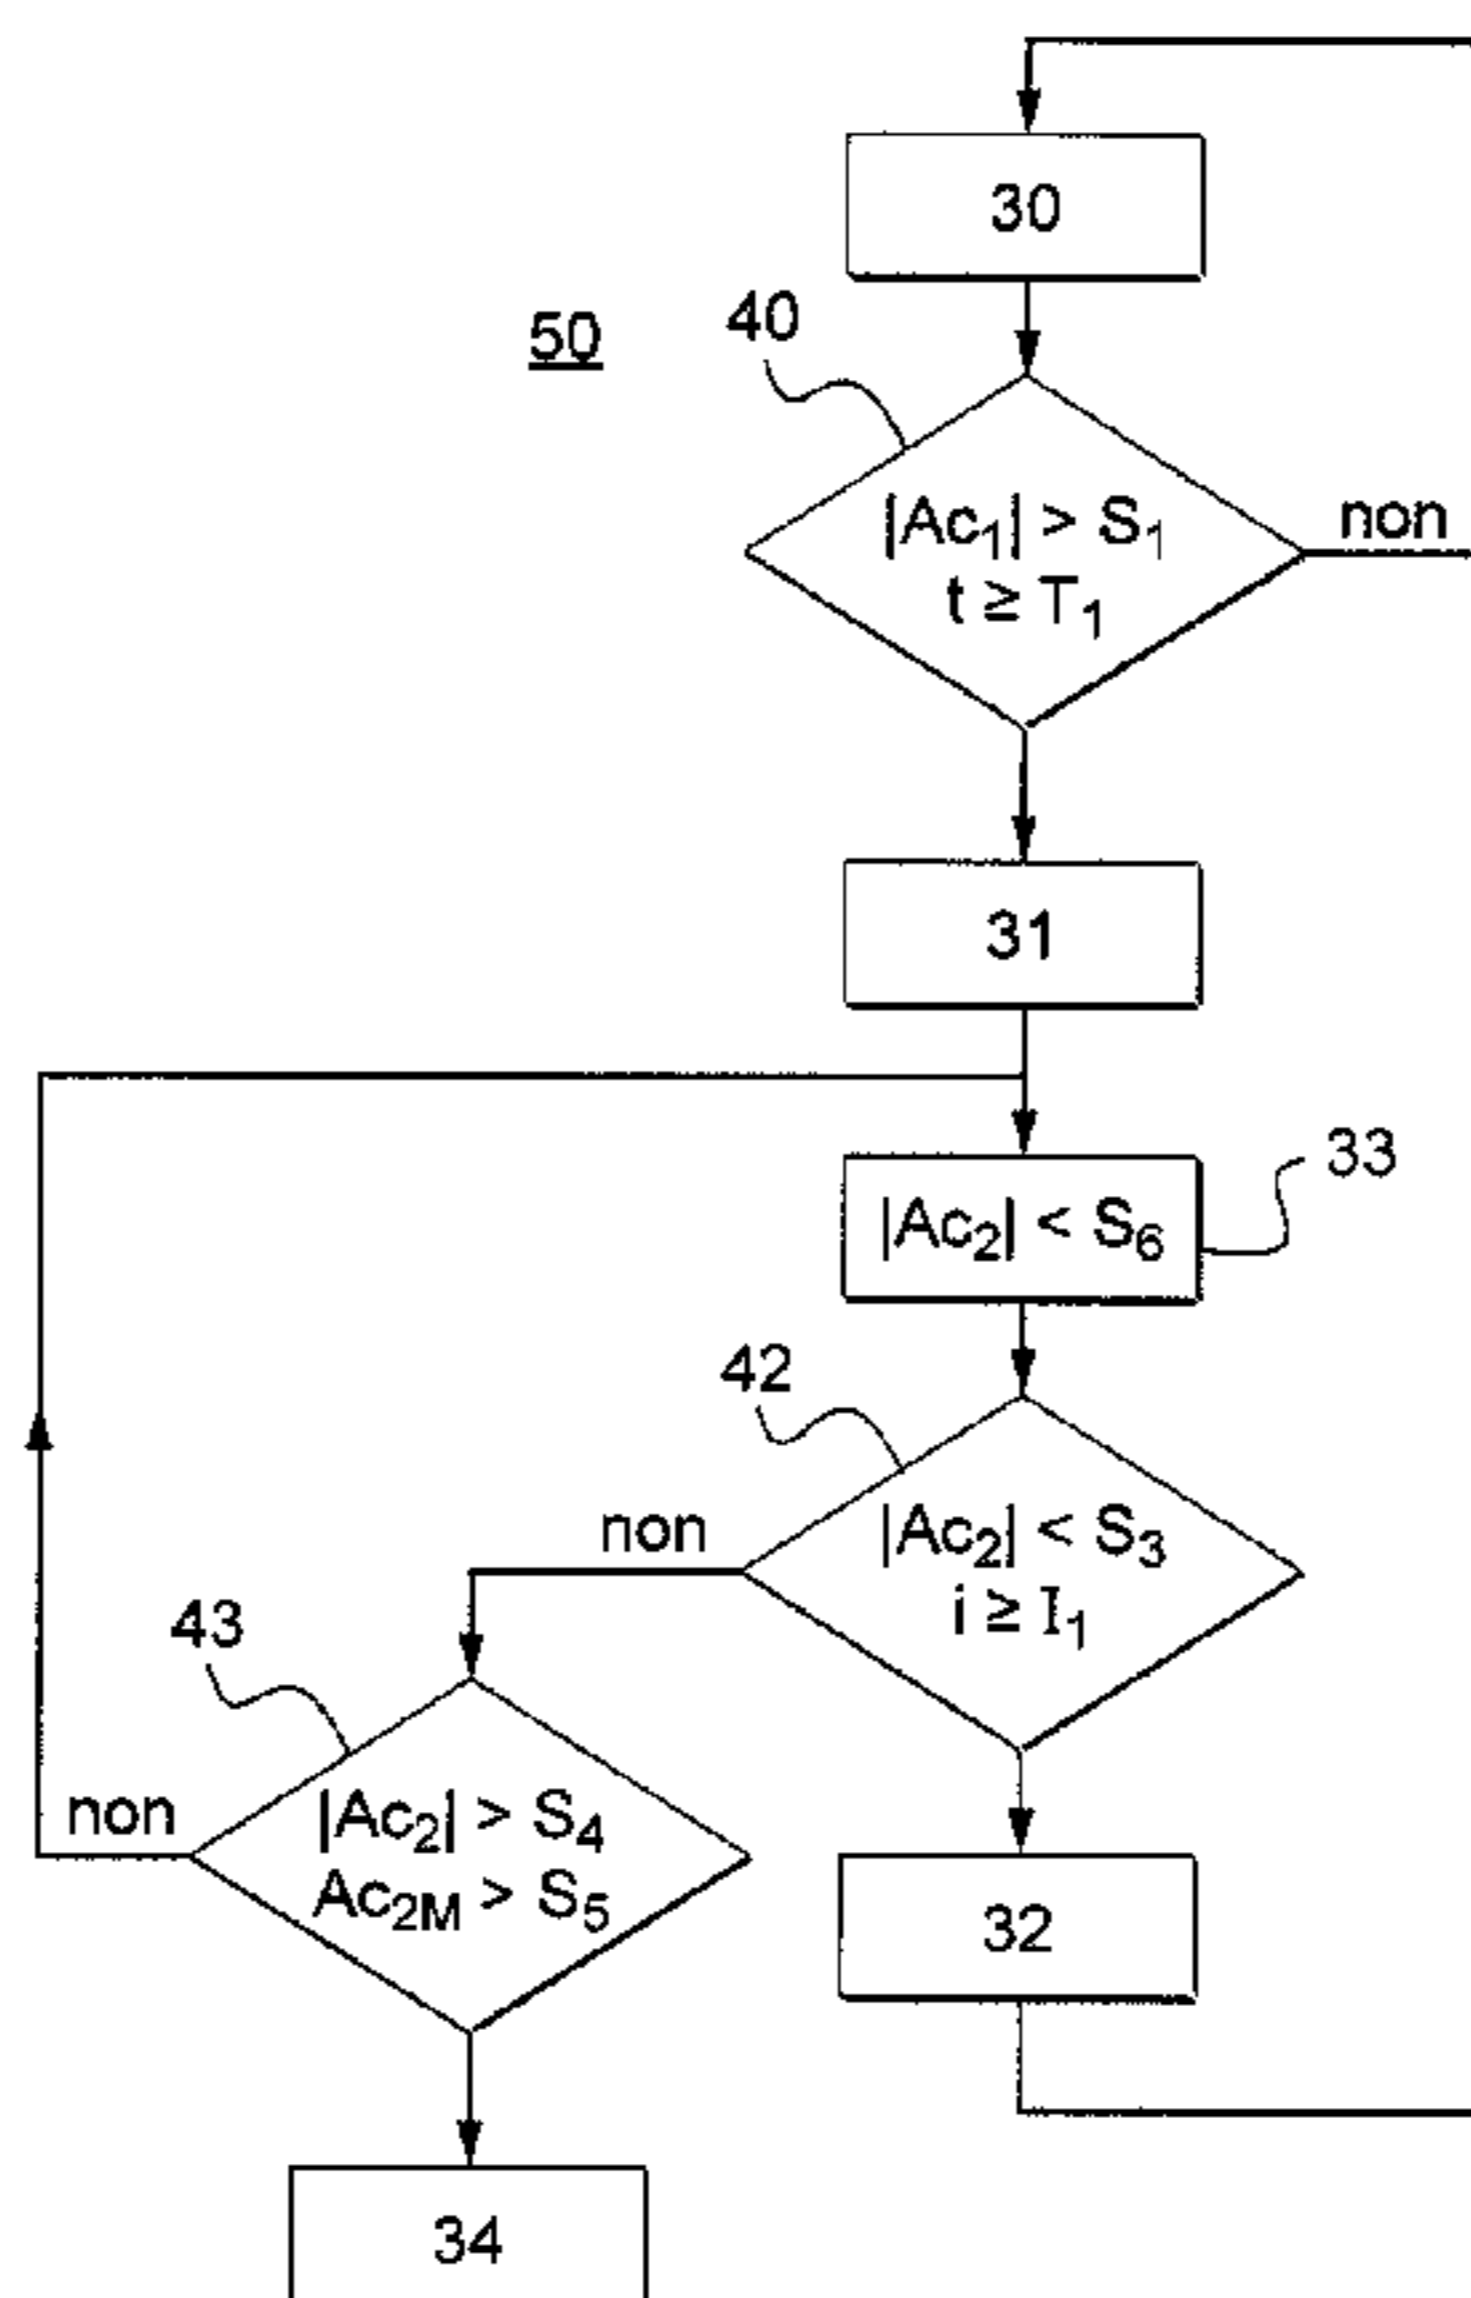 30
50
40
|Ac₁| > S₁
t ≥ T₁
non
31
33
|Ac₂| < S₆
42
|Ac₂| < S₃
i ≥ I₁
non
43
|Ac₂| > S₄
Ac₂M > S₅
non
32
34